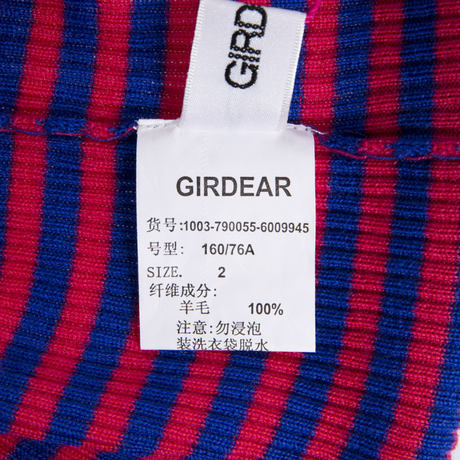 GIRD
GIRDEAR
货号:1003-790055-6009945
号型: 160/76A
SIZE. 2
纤维成分:
羊毛 100%
注意:勿浸泡
装洗衣袋脱水